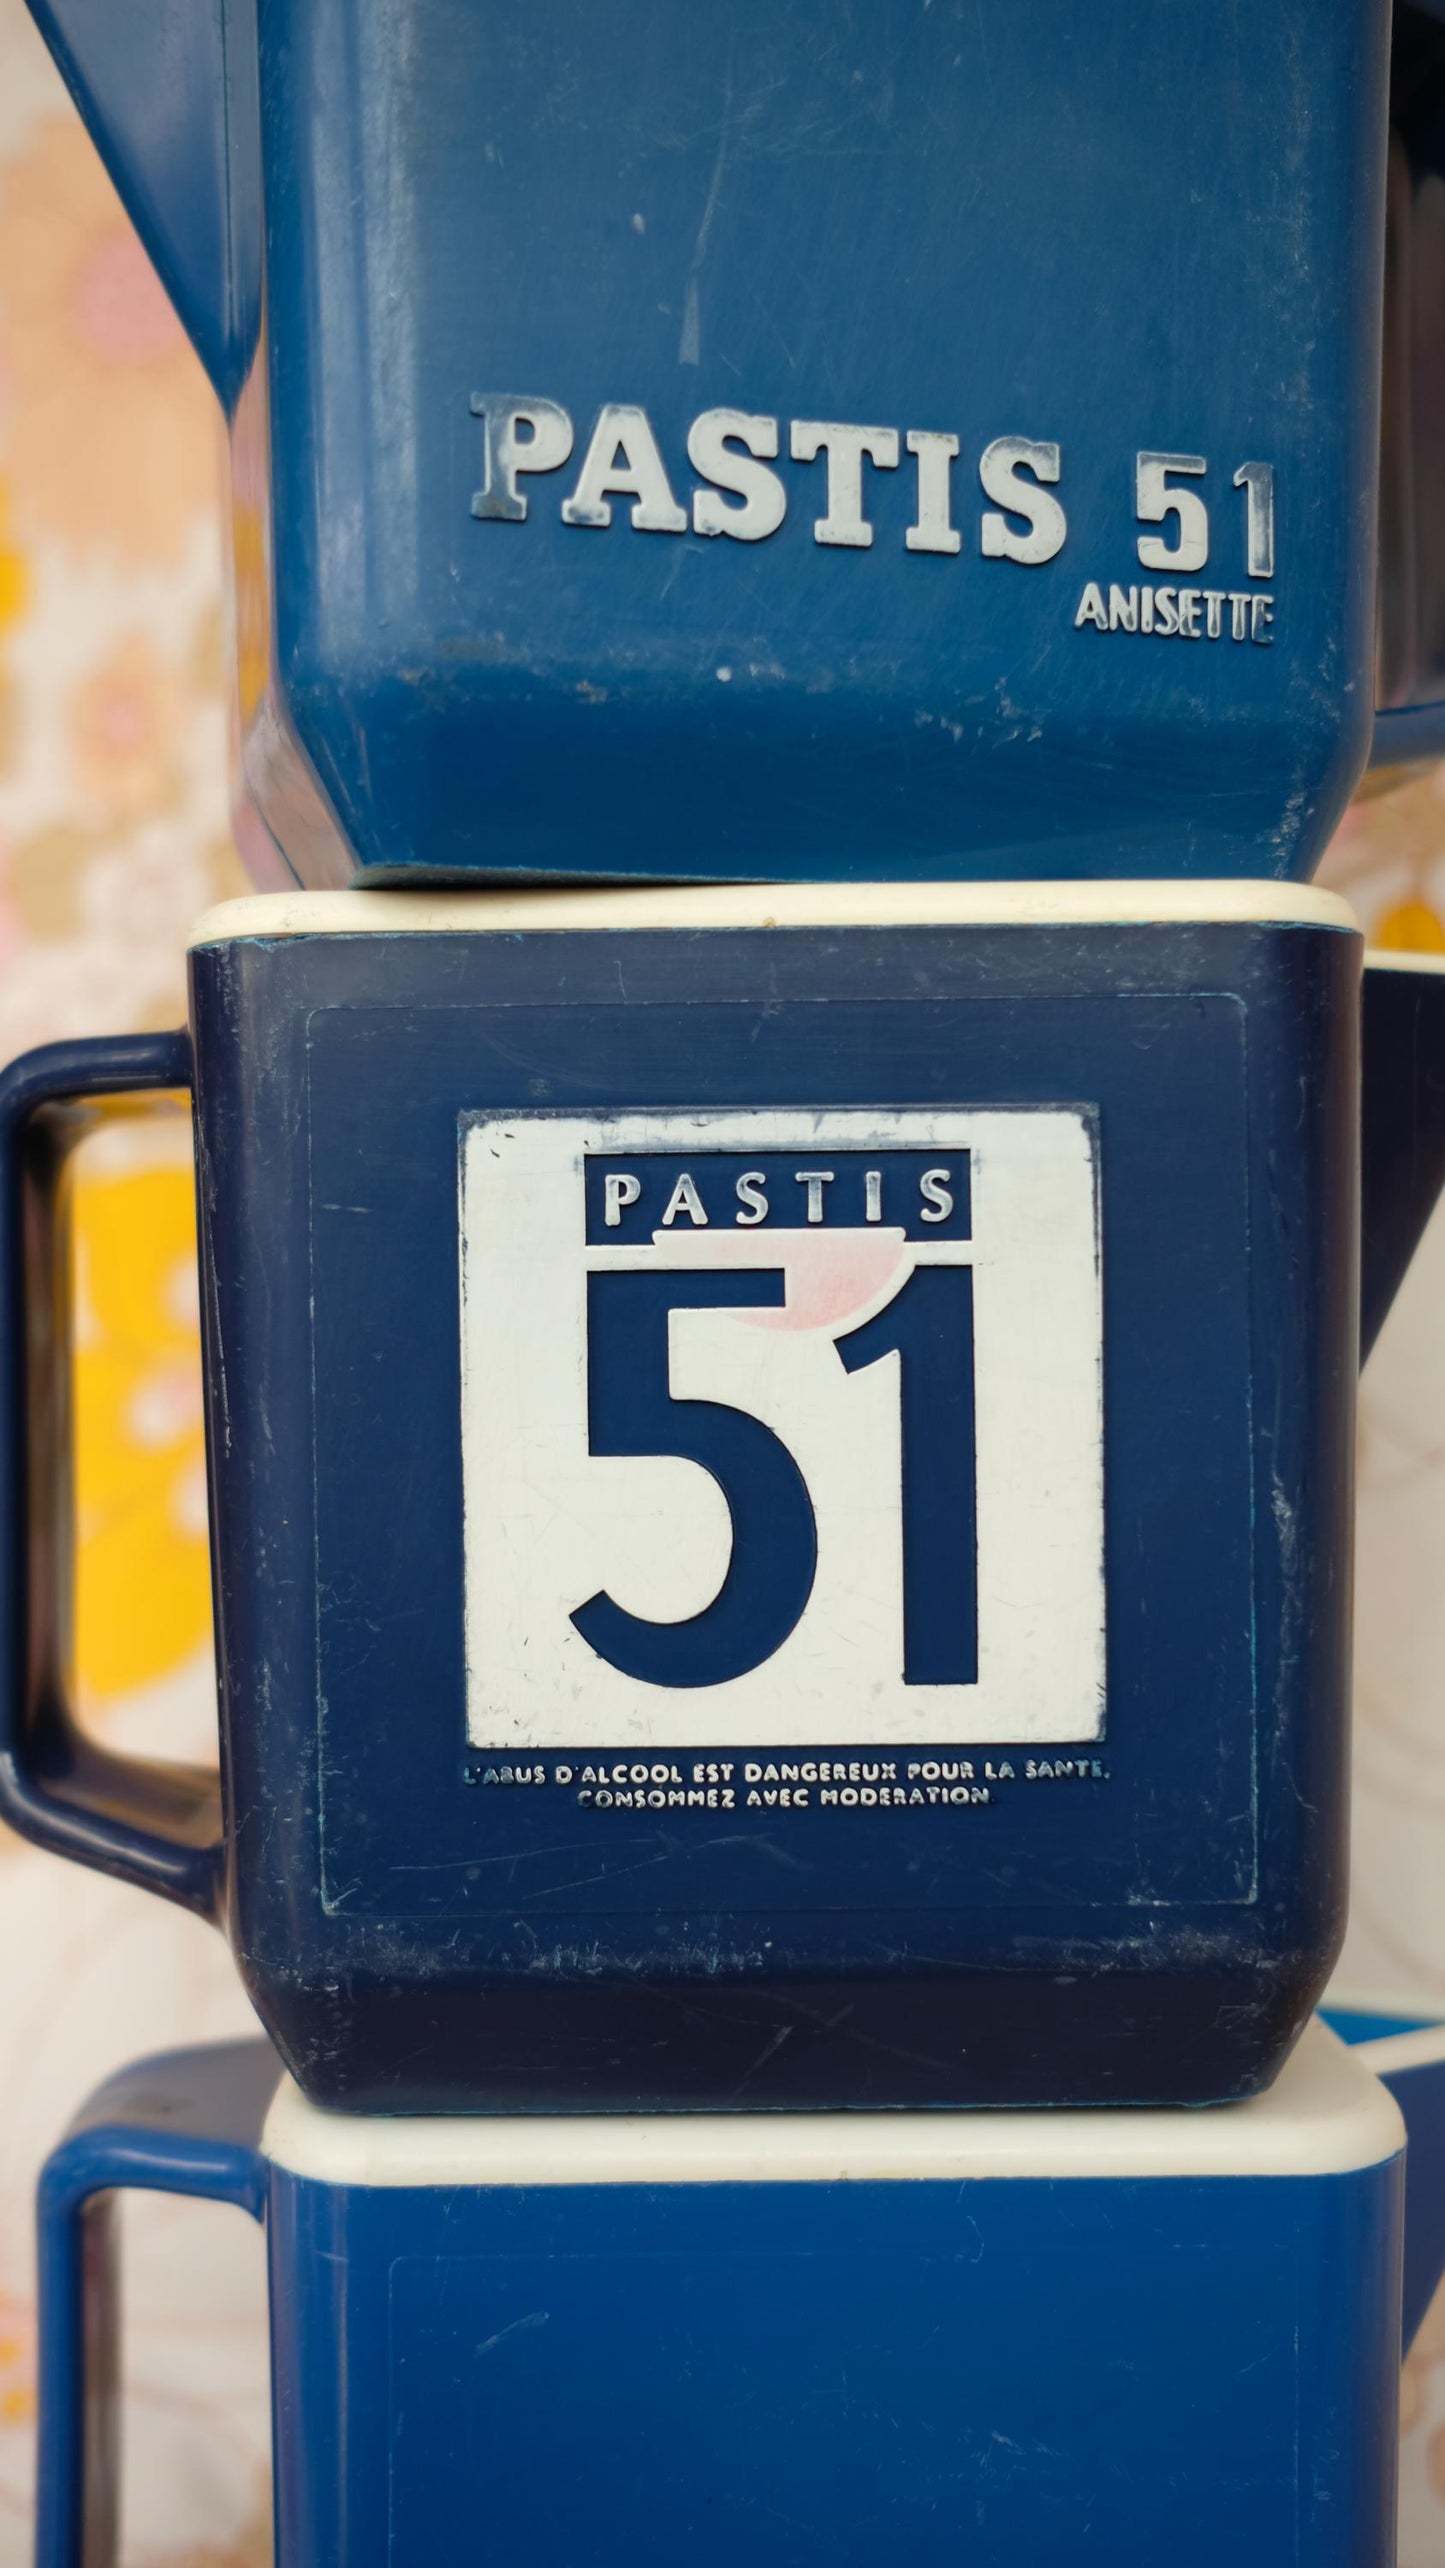 PASTIS 51
ANISETTE
PASTIS
51
L'ABUS D'ALCOOL EST DANGEREUX POUR LA SANTE.
CONSOMMEZ AVEC MODERATION.